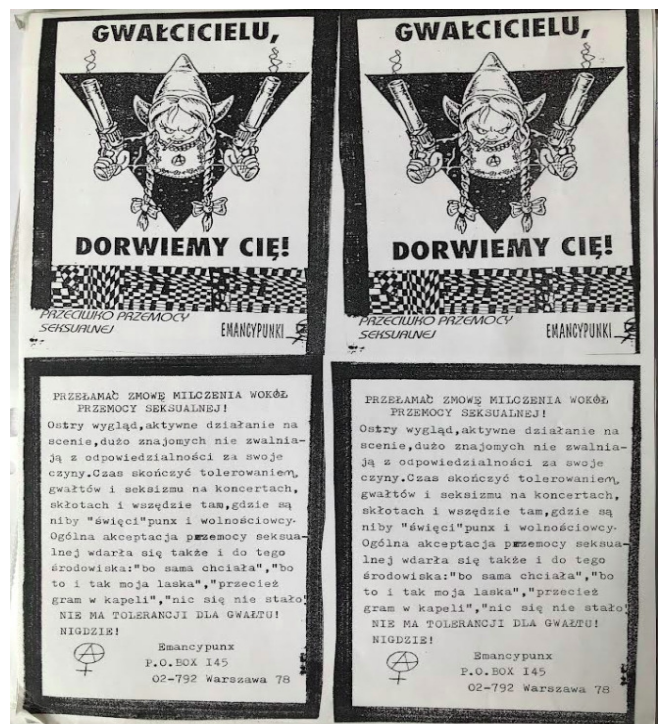 GWAŁCICIELU,
DORWIEMY CIĘ!
PRZECIWKO PRZEMOCY
SEKSUALNEJ
EMANCYPUNKI
GWAŁCICIELU,
DORWIEMY CIĘ!
PRZECIWKO PRZEMOCY
SEKSUALNEJ
EMANCYPUNKI
PRZEŁAMAĆ ZMOWĘ MILCZENIA WOKÓŁ
PRZEMOCY SEKSUALNEJ!
Ostry wygląd,aktywne działanie na
scenie,dużo znajomych nie zwalnia-
ją z odpowiedzialności za swoje
czyny.Czas skończyć tolerowaniem
gwałtów i seksizmu na koncertach,
skłotach i wszędzie tam,gdzie są
niby "święci"punx i wolnościowcy.
Ogólna akceptacja przemocy seksua-
lnej wdarła się także i do tego
środowiska:"bo sama chciała","bo
to i tak moja laska","przecież
gram w kapeli","nic się nie stało"
NIE MA TOLERANCJI DLA GWAŁTU!
NIGDZIE!
Emancypunx
P.O.BOX I45
02-792 Warszawa 78
PRZEŁAMAĆ ZMOWĘ MILCZENIA WOKÓŁ
PRZEMOCY SEKSUALNEJ!
Ostry wygląd,aktywne działanie na
scenie,dużo znajomych nie zwalnia-
ją z odpowiedzialności za swoje
czyny.Czas skończyć tolerowaniem
gwałtów i seksizmu na koncertach,
skłotach i wszędzie tam,gdzie są
niby "święci"punx i wolnościowcy.
Ogólna akceptacja przemocy seksua-
lnej wdarła się także i do tego
środowiska:"bo sama chciała","bo
to i tak moja laska","przecież
gram w kapeli","nic się nie stało"
NIE MA TOLERANCJI DLA GWAŁTU!
NIGDZIE!
Emancypunx
P.O.BOX I45
02-792 Warszawa 78